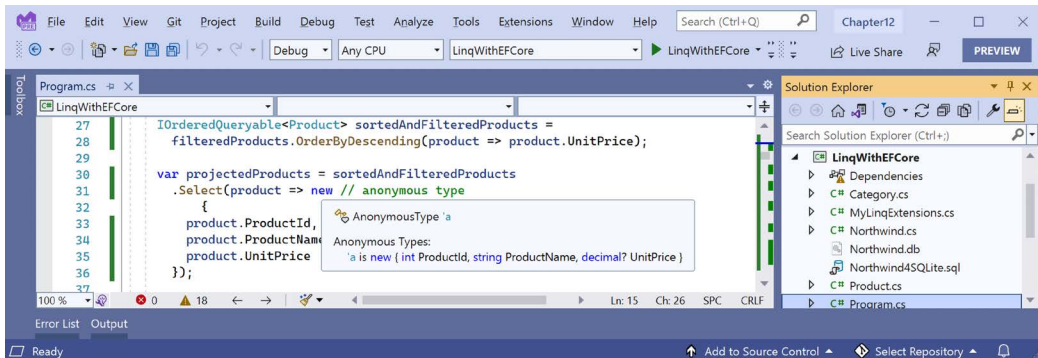 File Edit View Git Project Build Debug Test Analyze Tools Extensions Window Help Search (Ctrl+Q) Chapter12
Debug Any CPU LinqWithEFCore LinqWithEFCore Live Share PREVIEW
Toolbox
Program.cs
LinqWithEFCore
27 IOrderedQueryable<Product> sortedAndFilteredProducts =
28 filteredProducts.OrderByDescending(product => product.UnitPrice);
29
30 var projectedProducts = sortedAndFilteredProducts
31 .Select(product => new // anonymous type
32 {
33 product.ProductId,
34 product.ProductName
35 product.UnitPrice
36 });
37
AnonymousType 'a
Anonymous Types:
'a is new { int ProductId, string ProductName, decimal? UnitPrice }
100 % 0 18 Ln: 15 Ch: 26 SPC CRLF
Error List Output
Solution Explorer
Search Solution Explorer (Ctrl+;)
C# LinqWithEFCore
Dependencies
C# Category.cs
C# MyLinqExtensions.cs
C# Northwind.cs
Northwind.db
Northwind4SQLite.sql
C# Product.cs
C# Program.cs
Ready Add to Source Control Select Repository